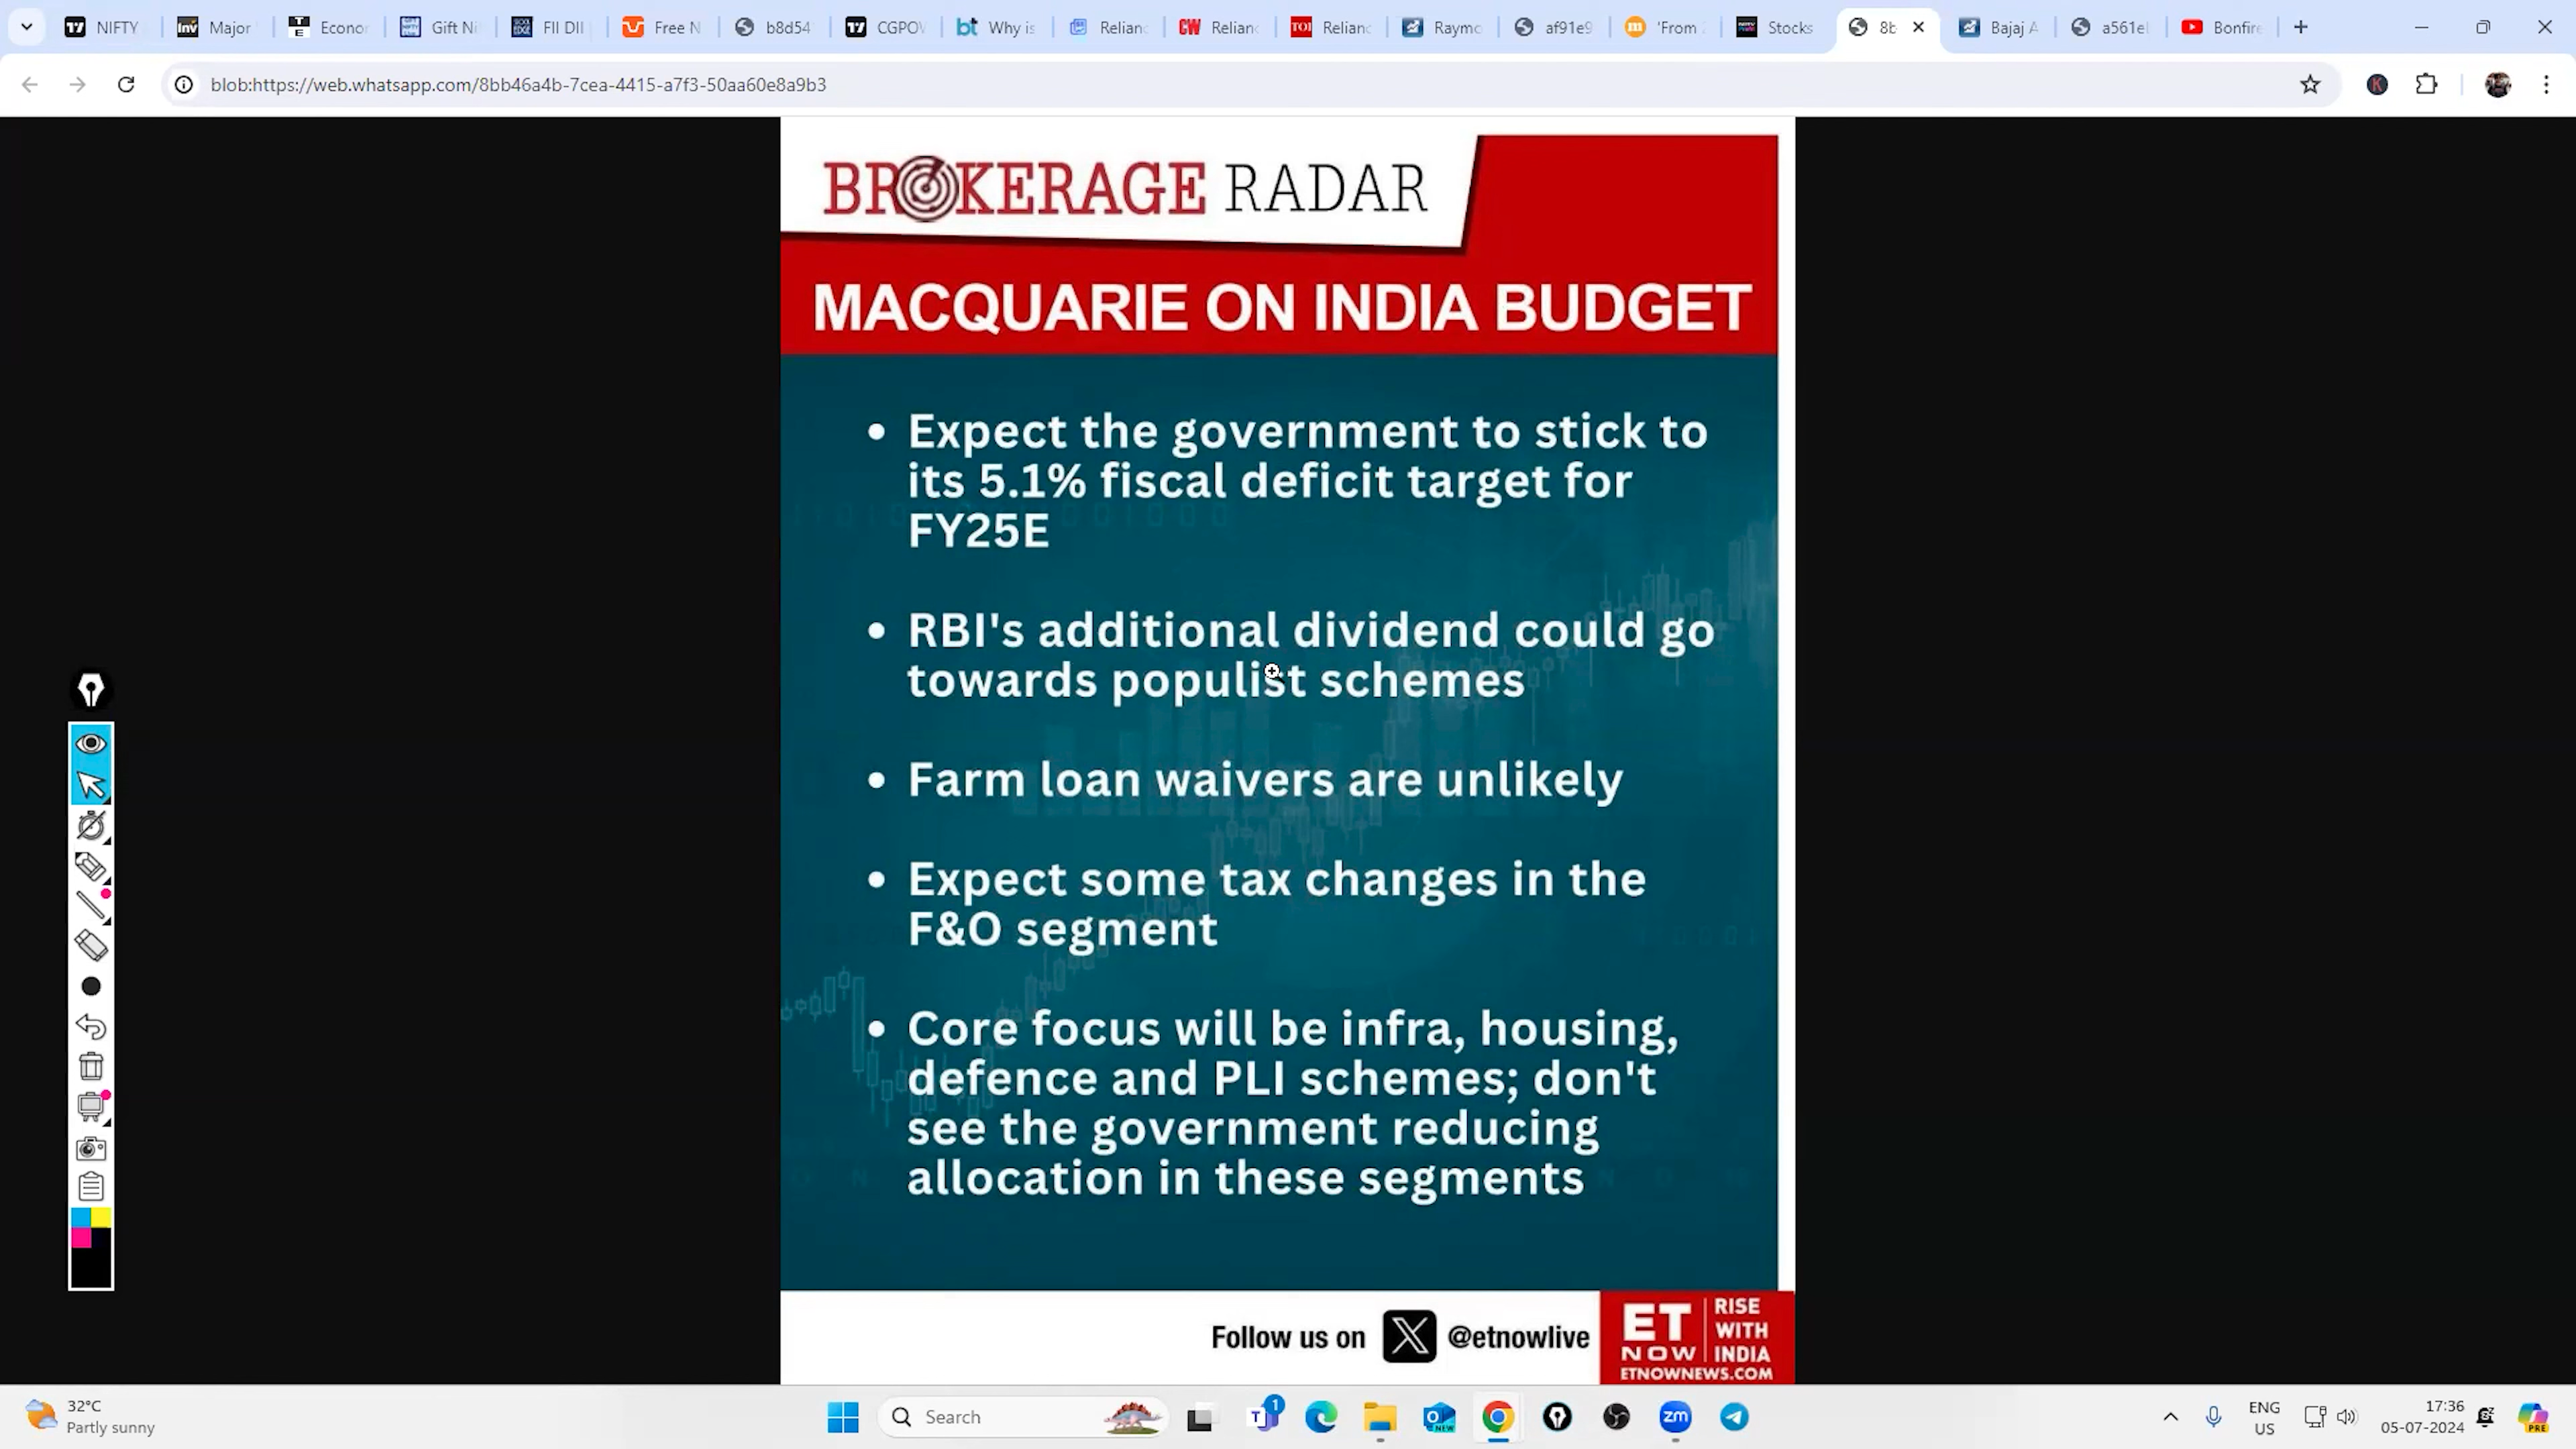 NIFTY
Major
Econor
Gift Ni
FII DII
Free N
b8d54
CGPOV
Why is
Relianc
Relianc
Relianc
Raymo
af91e9
'From
Stocks
8b
Bajaj A
a561e
Bonfire
blob:https://web.whatsapp.com/8bb46a4b-7cea-4415-a7f3-50aa60e8a9b3
BROKERAGE RADAR
MACQUARIE ON INDIA BUDGET
• Expect the government to stick to
its 5.1% fiscal deficit target for
FY25E
• RBI's additional dividend could go
towards populist schemes
• Farm loan waivers are unlikely
• Expect some tax changes in the
F&O segment
• Core focus will be infra, housing,
defence and PLI schemes; don't
see the government reducing
allocation in these segments
Follow us on X @etnowlive
ET NOW
RISE
WITH
INDIA
ETNOWNEWS.COM
32°C
Partly sunny
Search
ENG
US
17:36
05-07-2024